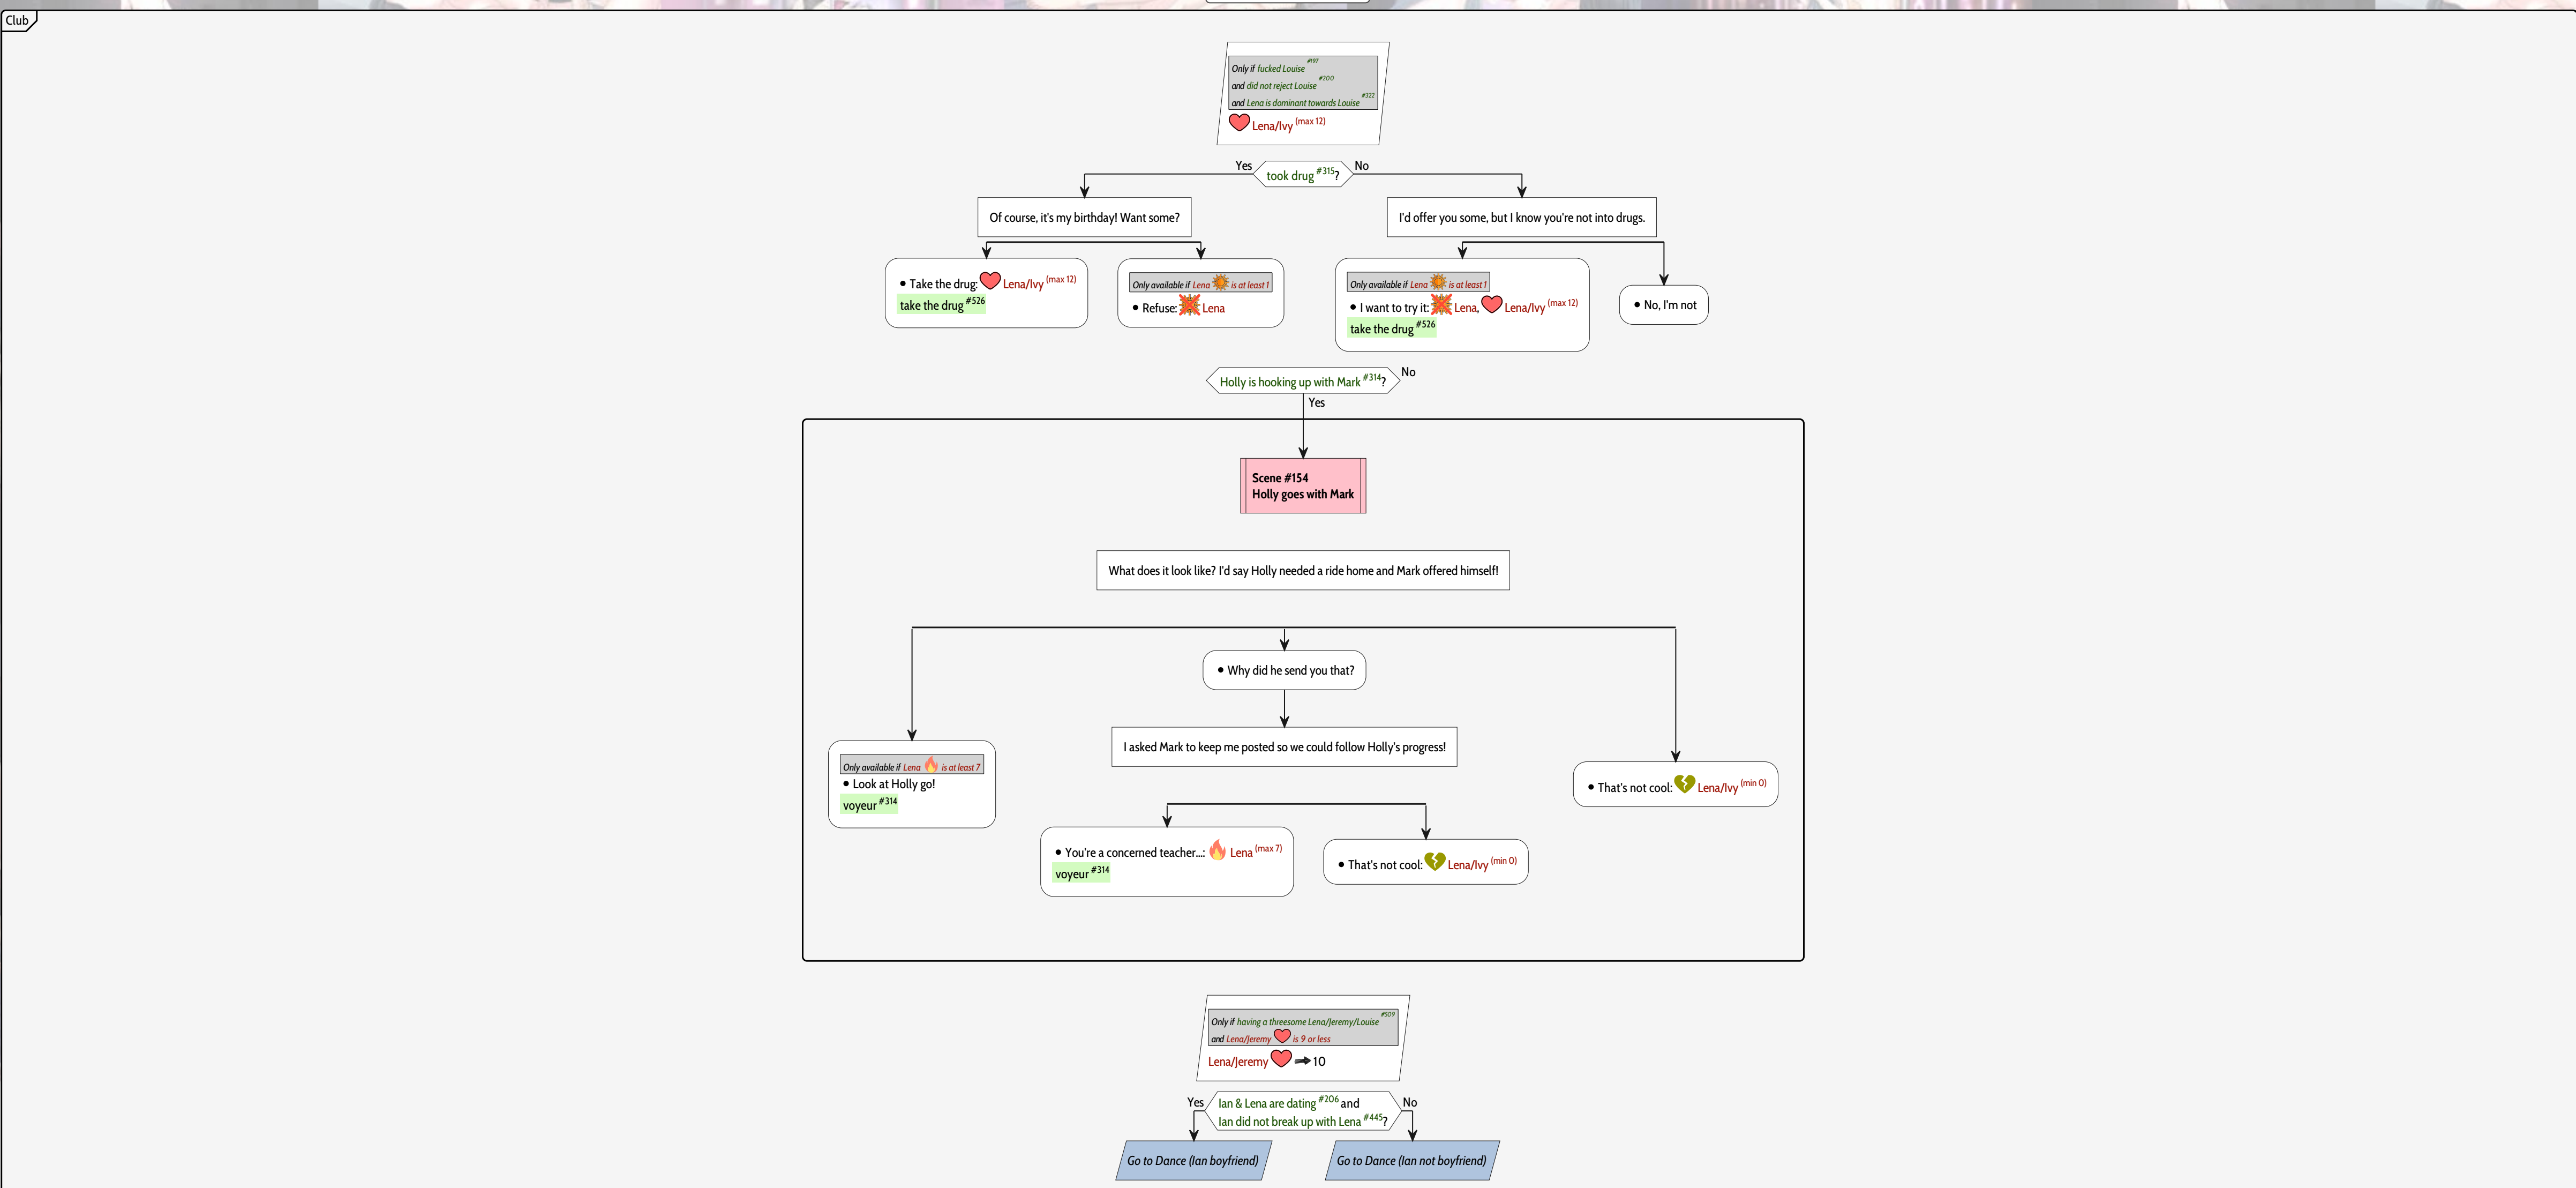 Club
Only if fucked Louise #197
and did not reject Louise #200
and Lena is dominant towards Louise #322
Lena/Ivy (max 12)
Yes
took drug #315?
No
Of course, it's my birthday! Want some?
I'd offer you some, but I know you're not into drugs.
• Take the drug: Lena/Ivy (max 12)
take the drug #526
Only available if Lena is at least 1
• Refuse: Lena
Only available if Lena is at least 1
• I want to try it: Lena, Lena/Ivy (max 12)
take the drug #526
• No, I'm not
Holly is hooking up with Mark #314?
No
Yes
Scene #154
Holly goes with Mark
What does it look like? I'd say Holly needed a ride home and Mark offered himself!
• Why did he send you that?
I asked Mark to keep me posted so we could follow Holly's progress!
Only available if Lena is at least 7
• Look at Holly go!
voyeur #314
• That's not cool: Lena/Ivy (min 0)
• You're a concerned teacher...: Lena (max 7)
voyeur #314
• That's not cool: Lena/Ivy (min 0)
Only if having a threesome Lena/Jeremy/Louise #509
and Lena/Jeremy is 9 or less
Lena/Jeremy 10
Yes
Ian & Lena are dating #206 and
Ian did not break up with Lena #445?
No
Go to Dance (Ian boyfriend)
Go to Dance (Ian not boyfriend)